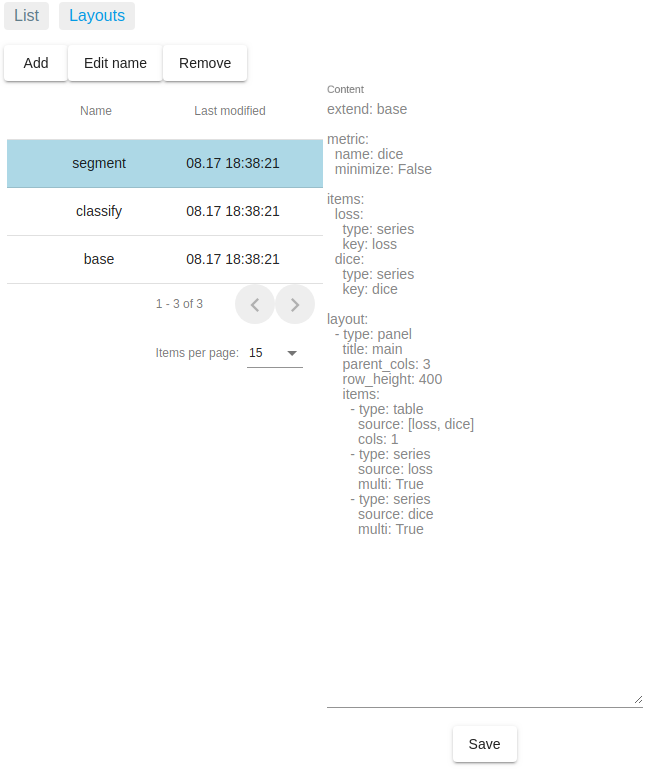 List Layouts
Add Edit name Remove
Name Last modified
segment 08.17 18:38:21
classify 08.17 18:38:21
base 08.17 18:38:21
1 - 3 of 3
Items per page: 15
Content
extend: base

metric:
  name: dice
  minimize: False

items:
  loss:
    type: series
    key: loss
  dice:
    type: series
    key: dice

layout:
  - type: panel
    title: main
    parent_cols: 3
    row_height: 400
    items:
      - type: table
        source: [loss, dice]
        cols: 1
      - type: series
        source: loss
        multi: True
      - type: series
        source: dice
        multi: True
Save